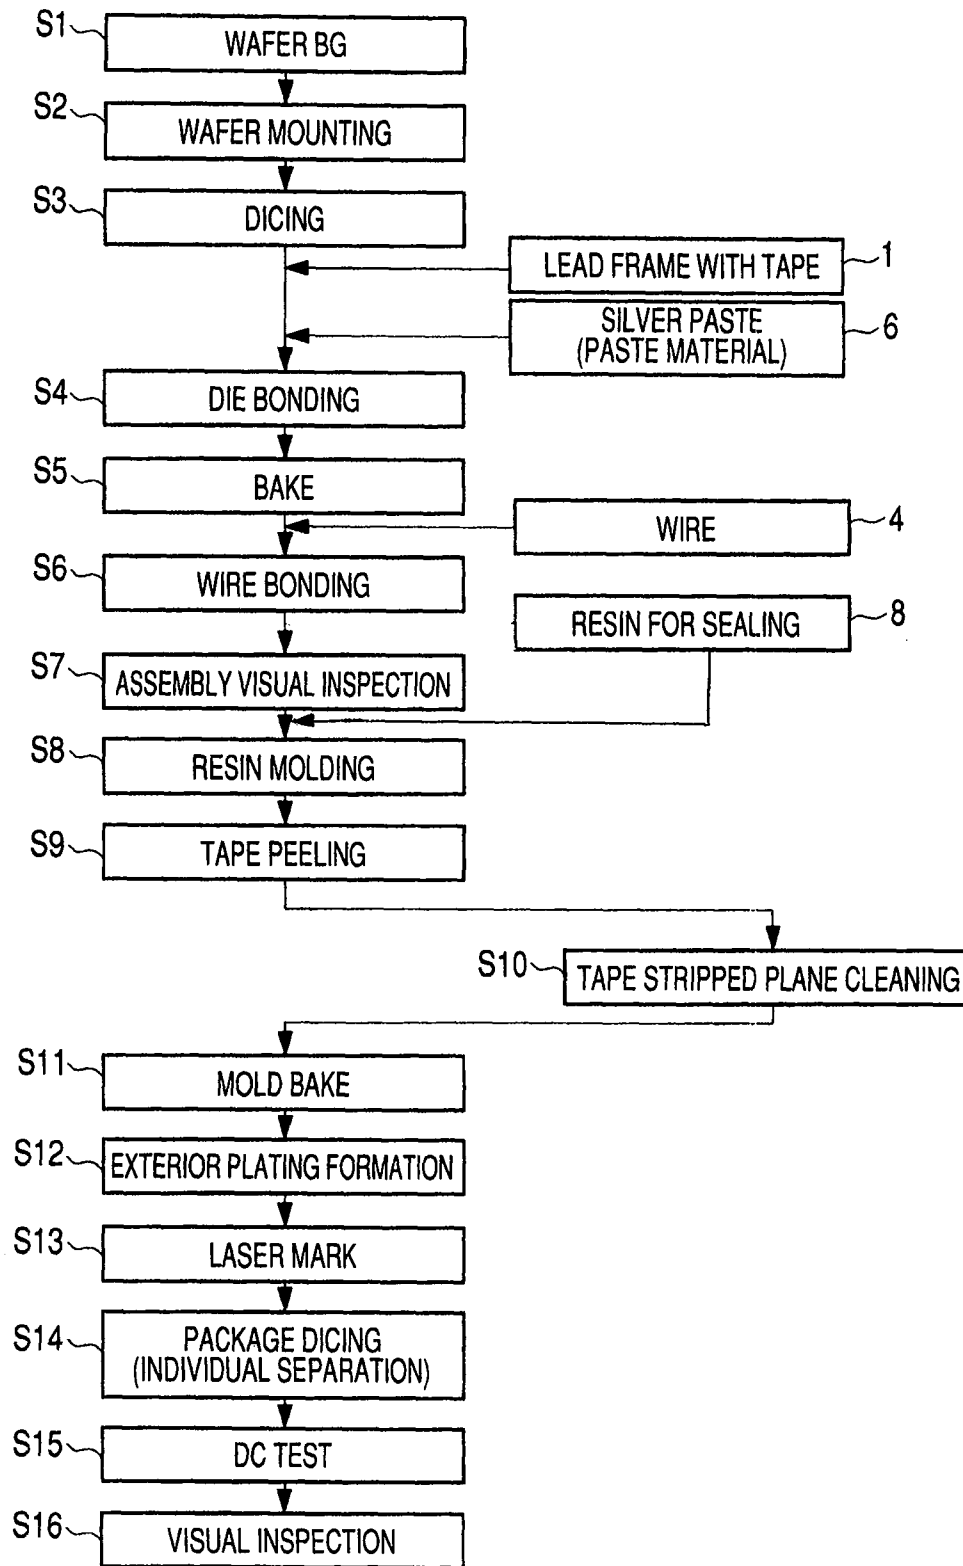 S1
WAFER BG
S2
WAFER MOUNTING
S3
DICING
LEAD FRAME WITH TAPE
1
SILVER PASTE
(PASTE MATERIAL)
6
S4
DIE BONDING
S5
BAKE
WIRE
4
S6
WIRE BONDING
RESIN FOR SEALING
8
S7
ASSEMBLY VISUAL INSPECTION
S8
RESIN MOLDING
S9
TAPE PEELING
S10
TAPE STRIPPED PLANE CLEANING
S11
MOLD BAKE
S12
EXTERIOR PLATING FORMATION
S13
LASER MARK
S14
PACKAGE DICING
(INDIVIDUAL SEPARATION)
S15
DC TEST
S16
VISUAL INSPECTION